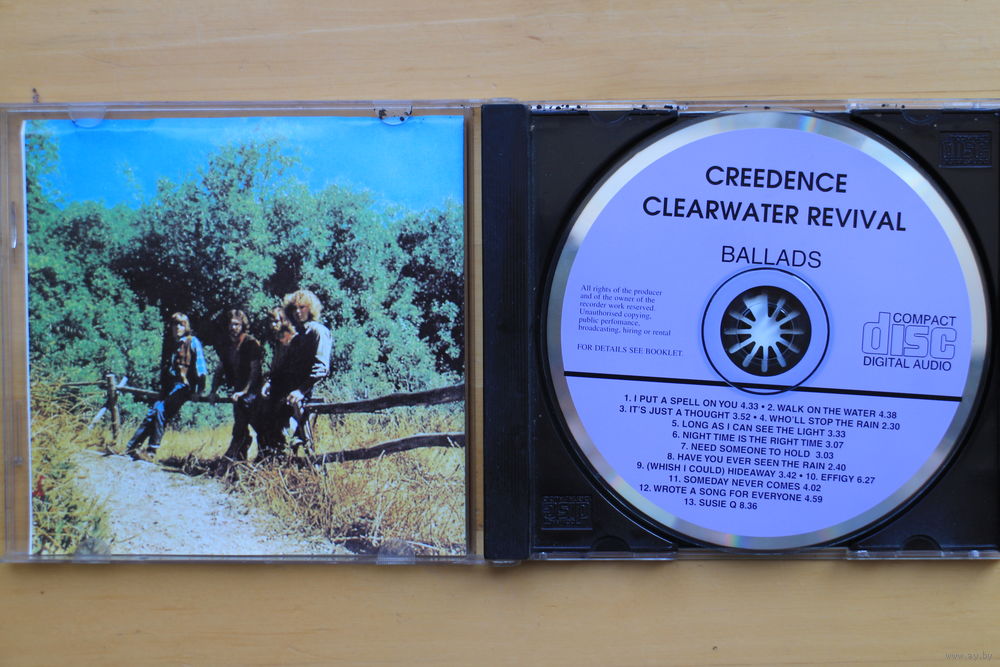 CREEDENCE
CLEARWATER REVIVAL
BALLADS
All rights of the producer
and of the owner of the
recorder work reserved.
Unauthorised copying,
public perfomance,
broadcasting, hiring or rental
FOR DETAILS SEE BOOKLET.
COMPACT
disc
DIGITAL AUDIO
1. I PUT A SPELL ON YOU 4.33 • 2. WALK ON THE WATER 4.38
3. IT'S JUST A THOUGHT 3.52 • 4. WHO'LL STOP THE RAIN 2.30
5. LONG AS I CAN SEE THE LIGHT 3.33
6. NIGHT TIME IS THE RIGHT TIME 3.07
7. NEED SOMEONE TO HOLD 3.03
8. HAVE YOU EVER SEEN THE RAIN 2.40
9. (WHISH I COULD) HIDEAWAY 3.42 • 10. EFFIGY 6.27
11. SOMEDAY NEVER COMES 4.02
12. WROTE A SONG FOR EVERYONE 4.59
13. SUSIE Q 8.36
www.ay.by